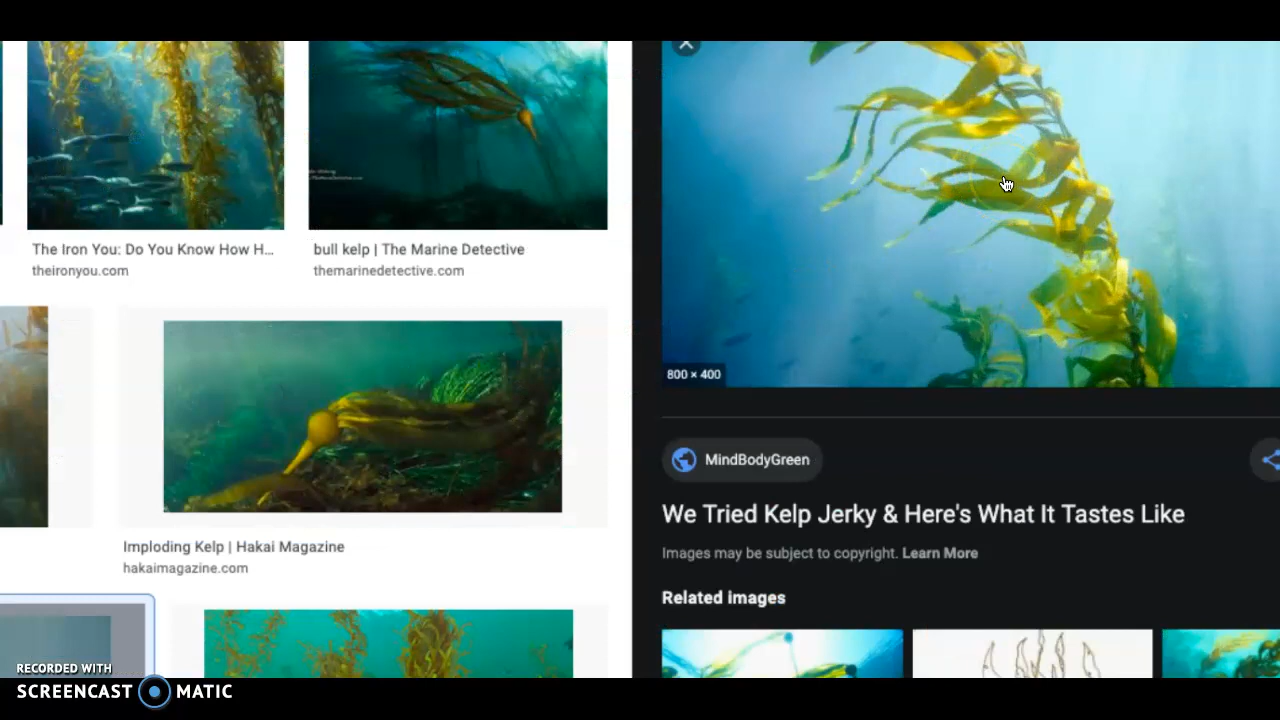 The Iron You: Do You Know How H...
theironyou.com
bull kelp | The Marine Detective
themarinedetective.com
Imploding Kelp | Hakai Magazine
hakaimagazine.com
800 × 400
MindBodyGreen
We Tried Kelp Jerky & Here's What It Tastes Like
Images may be subject to copyright. Learn More
Related images
RECORDED WITH
SCREENCAST MATIC